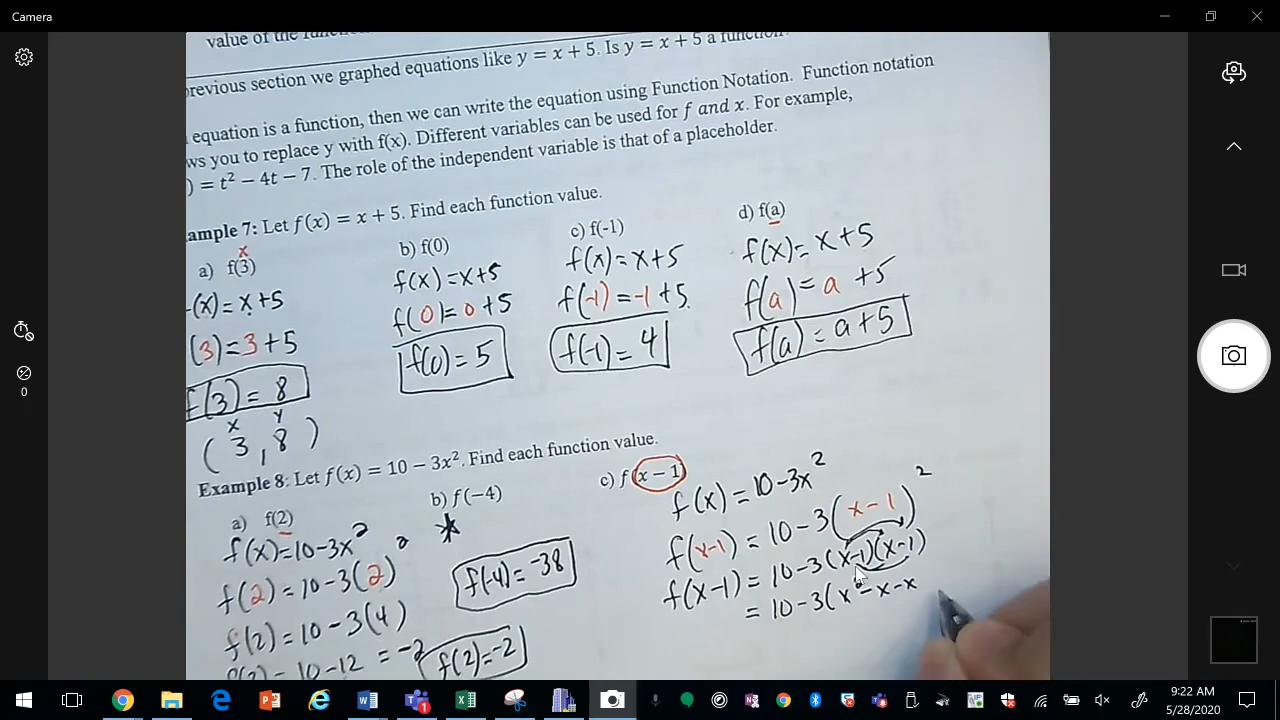 Camera
value of the
previous section we graphed equations like y = x + 5. Is y = x + 5 a function?
equation is a function, then we can write the equation using Function Notation. Function notation
ws you to replace y with f(x). Different variables can be used for f and x. For example,
) = t² − 4t − 7. The role of the independent variable is that of a placeholder.
ample 7: Let f(x) = x + 5. Find each function value.
a) f(3)
x
(x) = x+5
(3) = 3+5
f(3) = 8
x y
(3, 8)
b) f(0)
f(x) = x+5
f(0) = 0+5
f(0) = 5
c) f(-1)
f(x) = x+5
f(-1) = -1+5
f(-1) = 4
d) f(a)
f(x) = x+5
f(a) = a +5
f(a) = a+5
Example 8: Let f(x) = 10 − 3x². Find each function value.
a) f(2)
f(x) = 10-3x²
f(2) = 10-3(2)²
f(2) = 10-3(4)
f(2) = 10-12 = -2
f(2) = -2
b) f(−4)
*
f(-4) = -38
c) f(x − 1)
f(x) = 10-3x²
f(x-1) = 10-3(x-1)²
f(x-1) = 10-3(x-1)(x-1)
= 10-3(x²-x-x
0
1
9:22 AM
5/28/2020